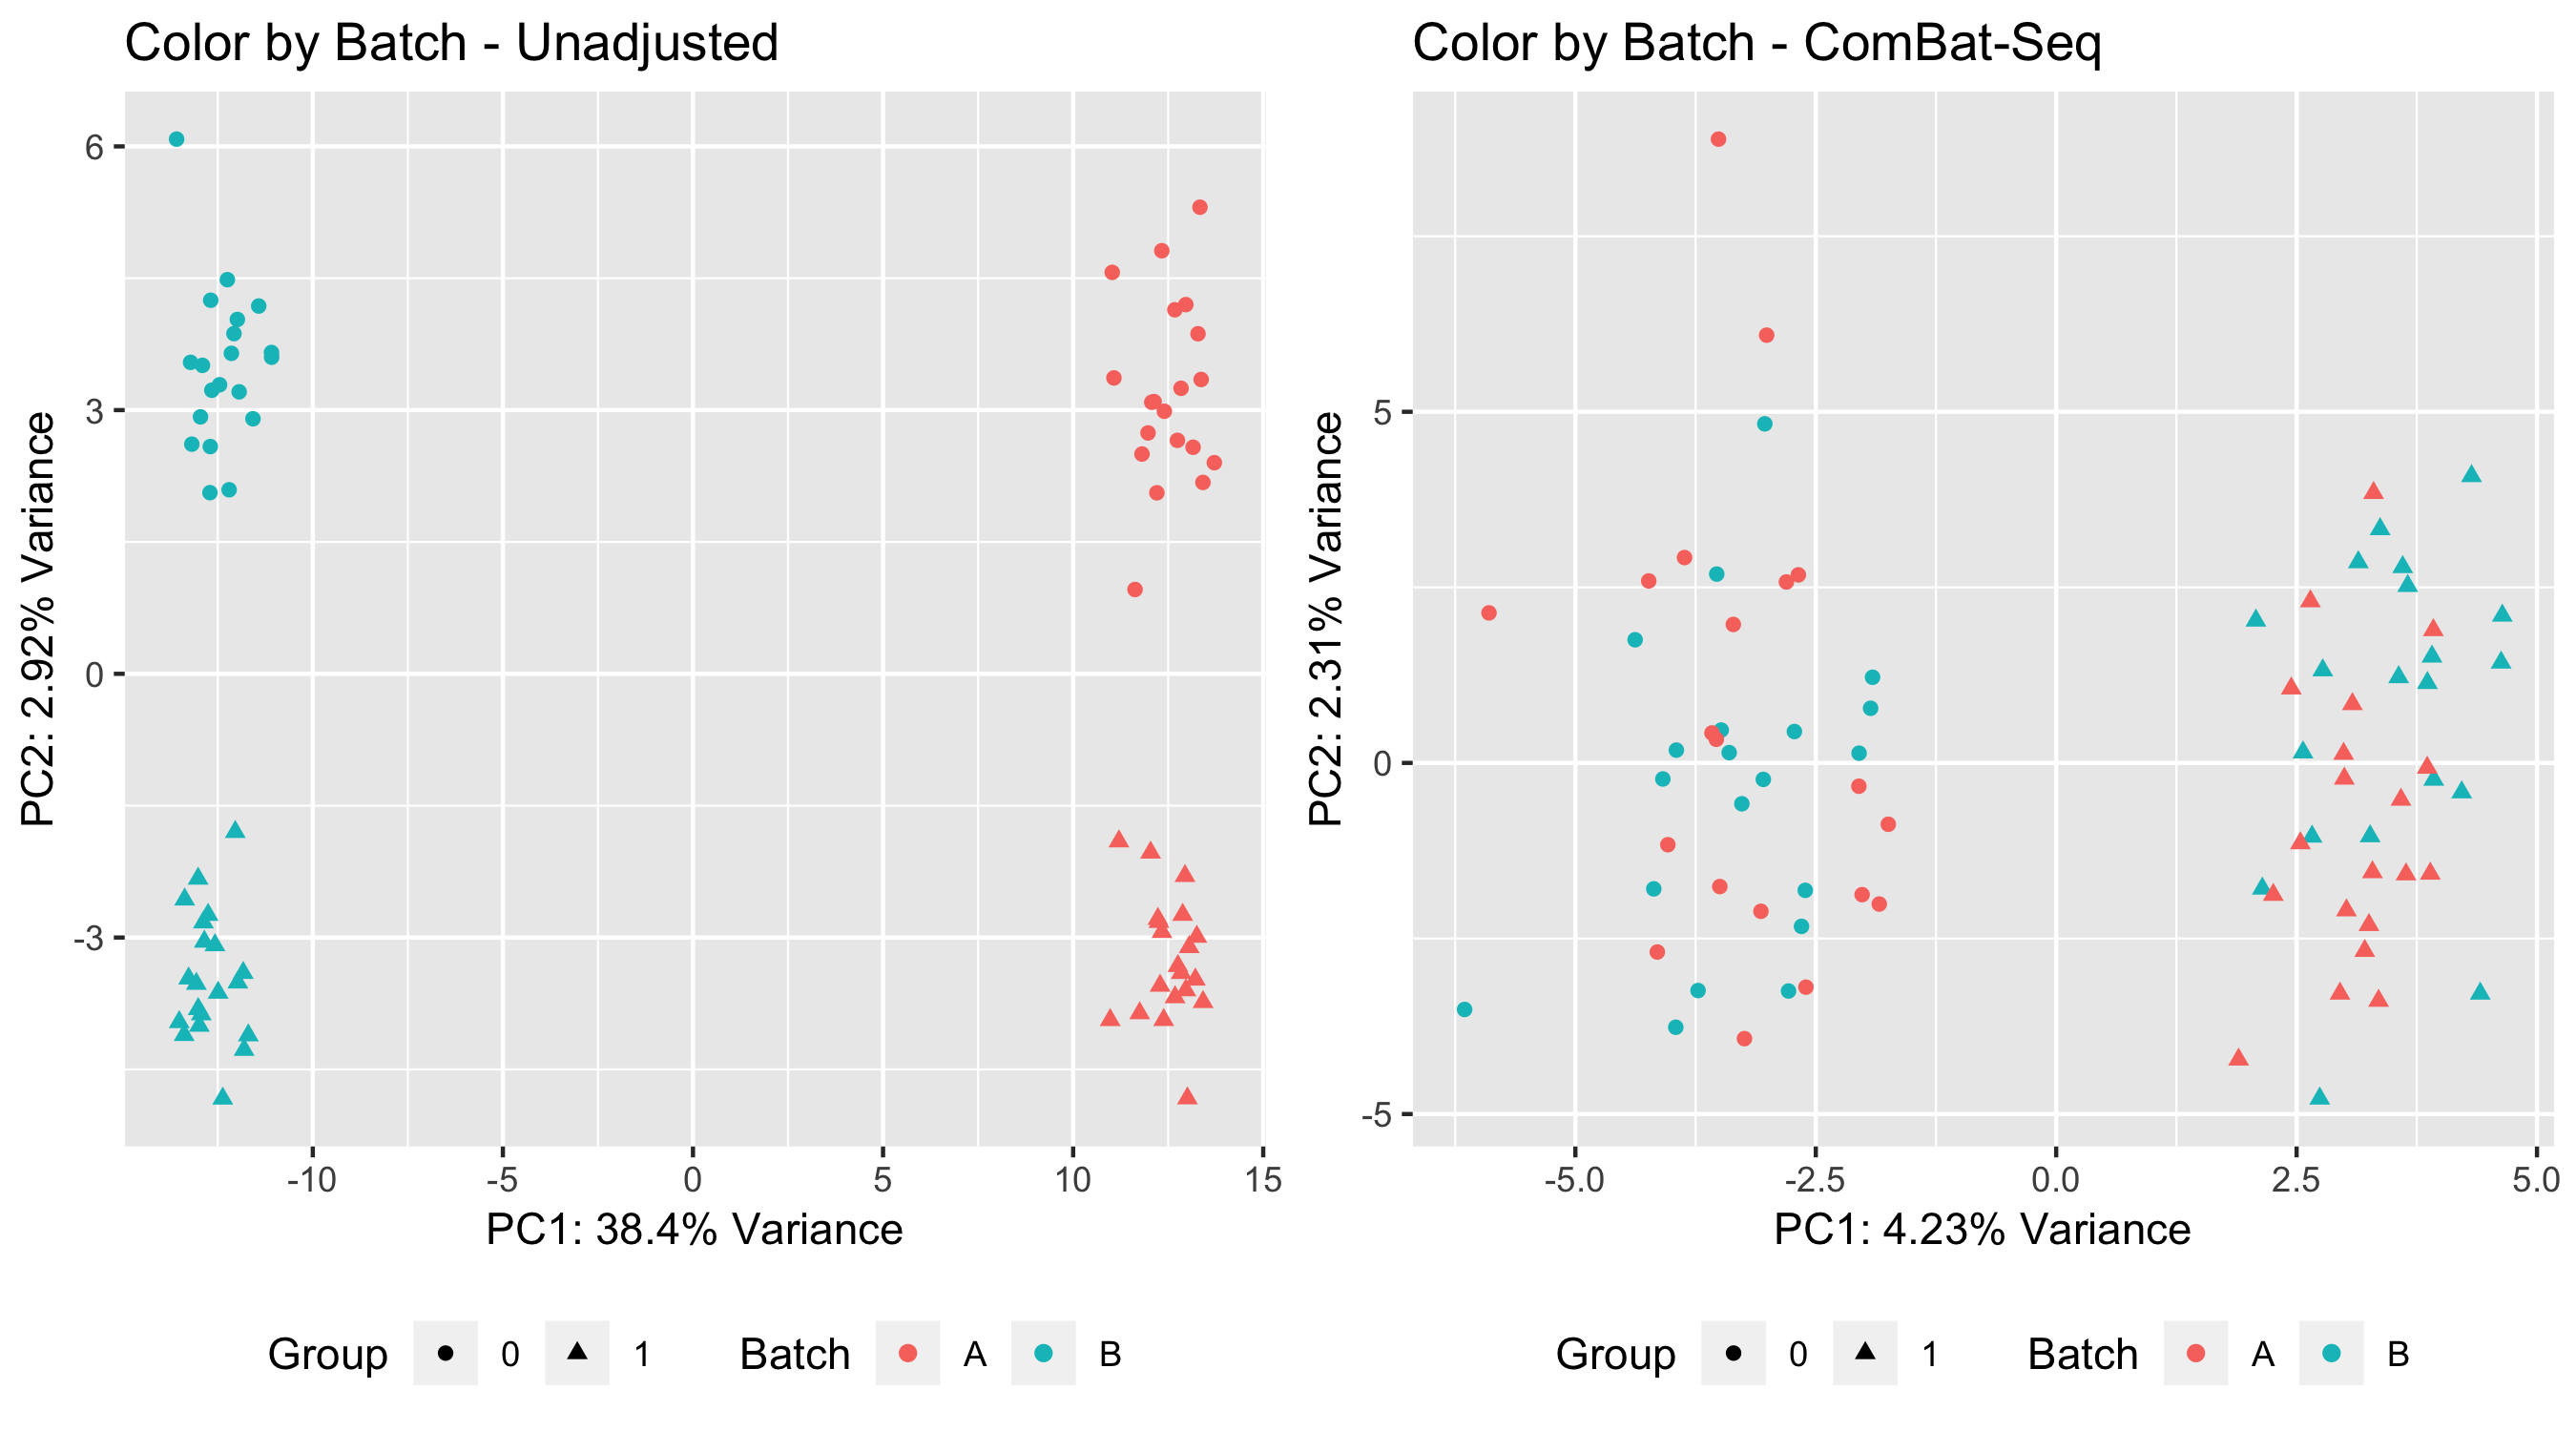 Color by Batch - Unadjusted
6
3
0
-3
PC2: 2.92% Variance
-10 -5 0 5 10 15
PC1: 38.4% Variance
Group 0 1 Batch A B
Color by Batch - ComBat-Seq
5
0
-5
PC2: 2.31% Variance
-5.0 -2.5 0.0 2.5 5.0
PC1: 4.23% Variance
Group 0 1 Batch A B